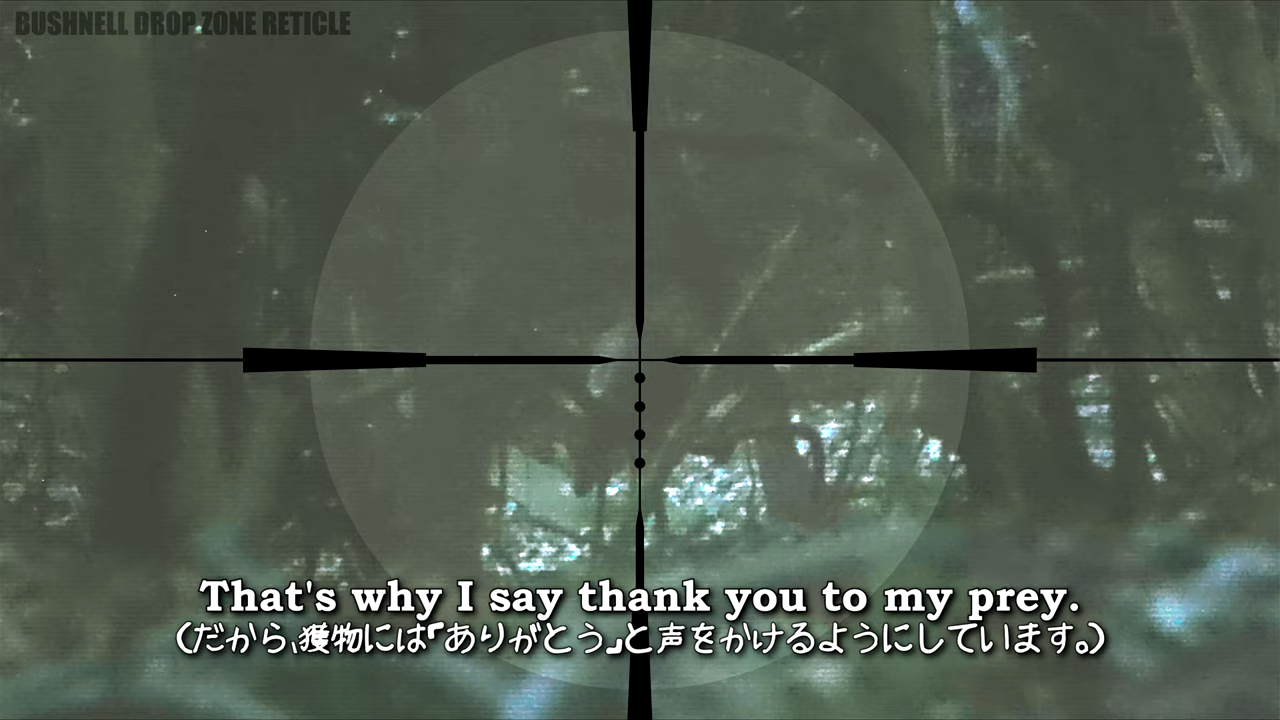 BUSHNELL DROP ZONE RETICLE
That's why I say thank you to my prey.
(だから、獲物には「ありがとう」と声をかけるようにしています。)